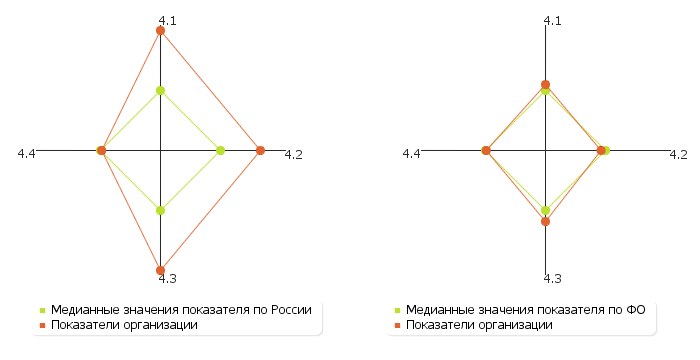 4.1
4.4
4.2
4.3
Медианные значения показателя по России
Показатели организации
4.1
4.4
4.2
4.3
Медианные значения показателя по ФО
Показатели организации